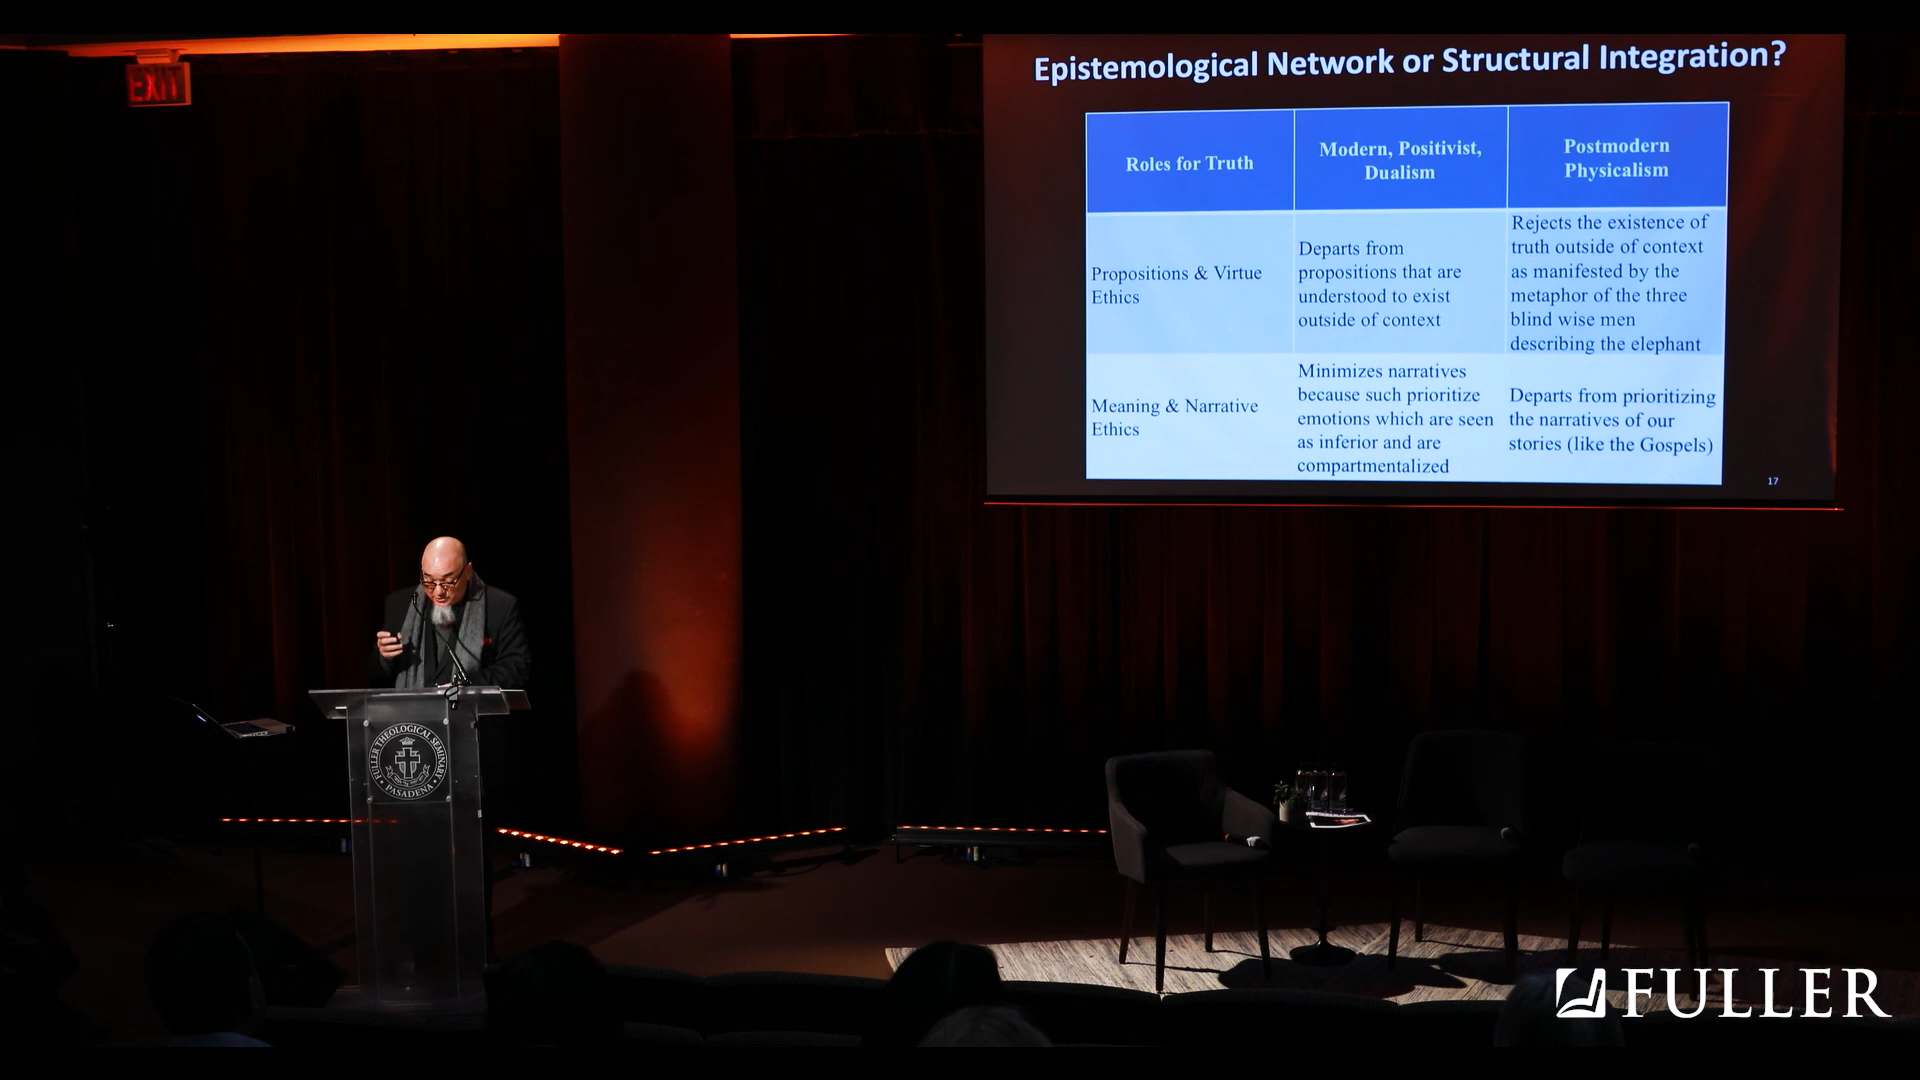 EXIT
Epistemological Network or Structural Integration?
Roles for Truth
Modern, Positivist,
Dualism
Postmodern
Physicalism
Propositions & Virtue
Ethics
Departs from
propositions that are
understood to exist
outside of context
Rejects the existence of
truth outside of context
as manifested by the
metaphor of the three
blind wise men
describing the elephant
Meaning & Narrative
Ethics
Minimizes narratives
because such prioritize
emotions which are seen
as inferior and are
compartmentalized
Departs from prioritizing
the narratives of our
stories (like the Gospels)
17
FULLER THEOLOGICAL SEMINARY
PASADENA
FULLER